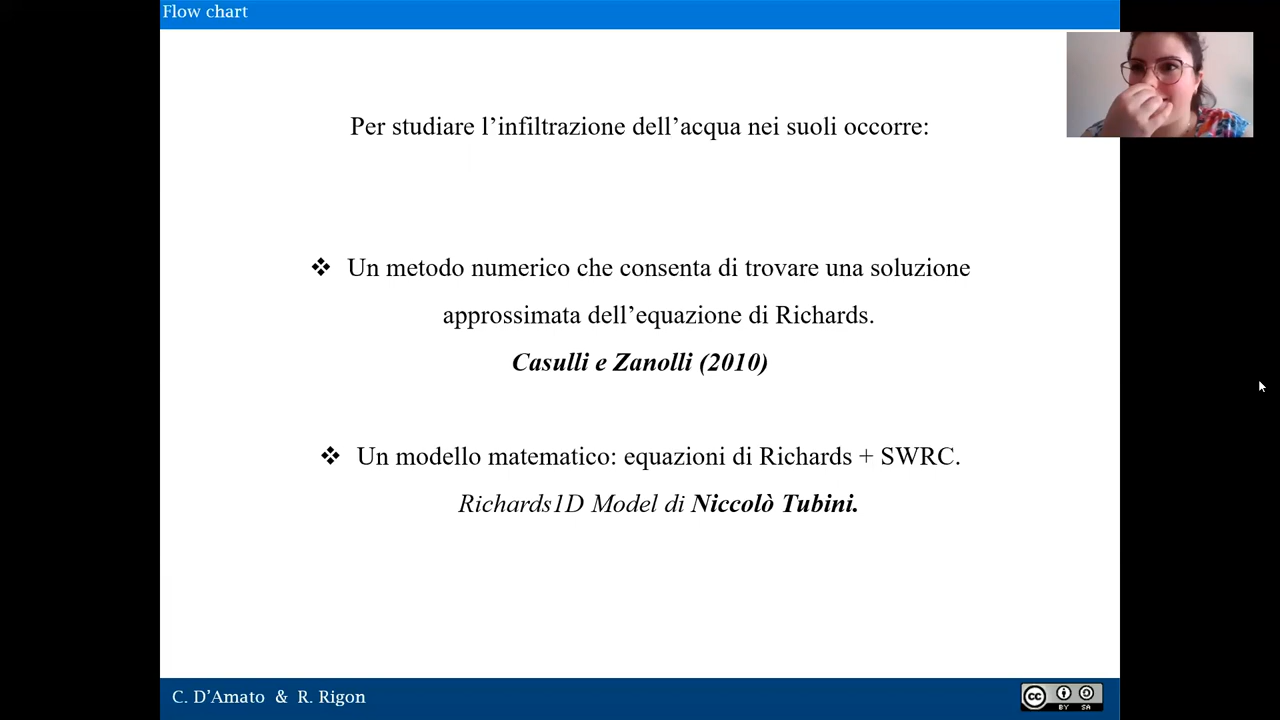 Flow chart
Per studiare l’infiltrazione dell’acqua nei suoli occorre:
❖ Un metodo numerico che consenta di trovare una soluzione
approssimata dell’equazione di Richards.
Casulli e Zanolli (2010)
❖ Un modello matematico: equazioni di Richards + SWRC.
Richards1D Model di Niccolò Tubini.
C. D’Amato & R. Rigon
cc
BY SA